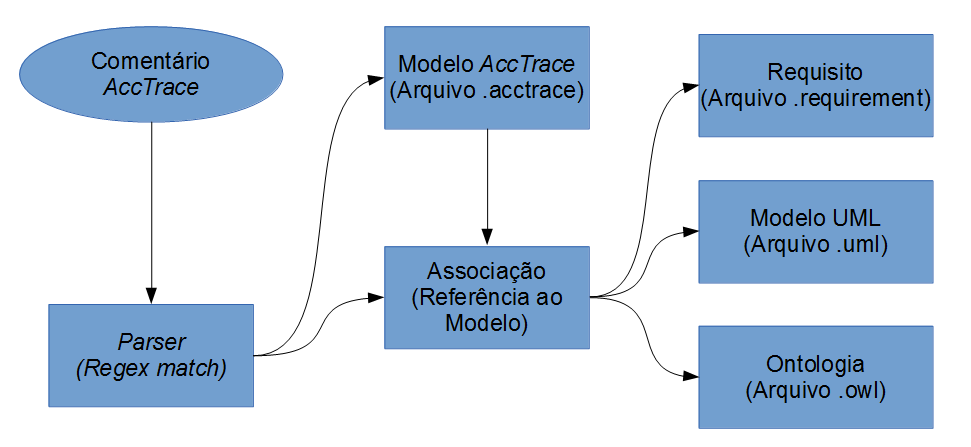 Comentário
AccTrace
Parser
(Regex match)
Modelo AccTrace
(Arquivo .acctrace)
Associação
(Referência ao
Modelo)
Requisito
(Arquivo .requirement)
Modelo UML
(Arquivo .uml)
Ontologia
(Arquivo .owl)